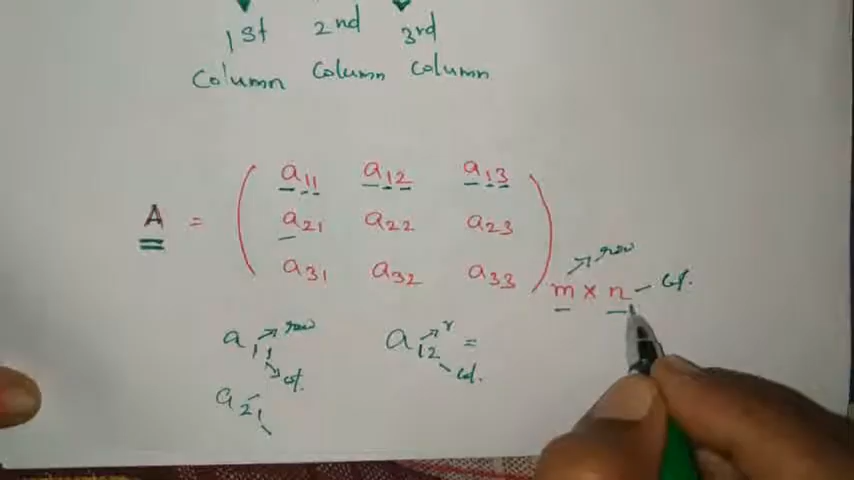 1st 2nd 3rd
Column Column Column
A = ( a11 a12 a13
a21 a22 a23
a31 a32 a33 ) m × n
row
col.
a11 row
col.
a12 r =
col.
a21